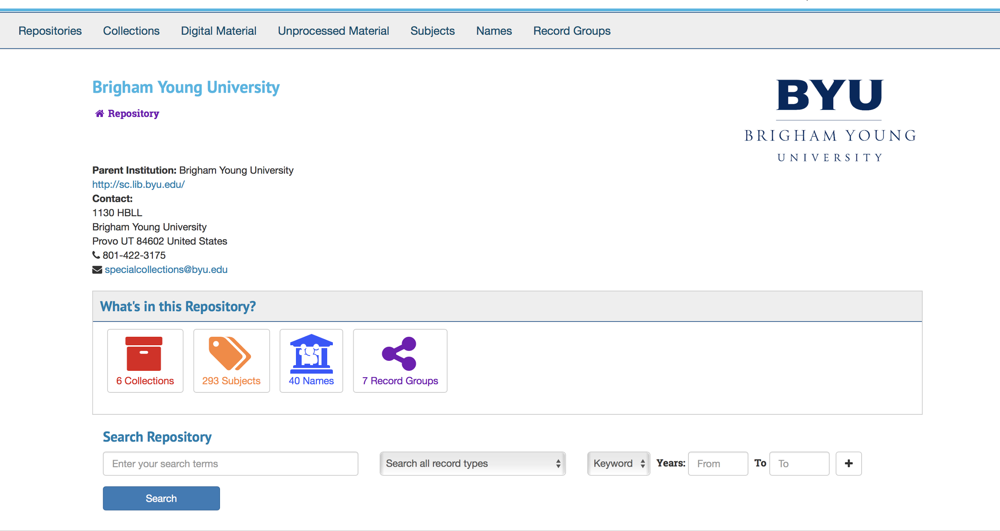 Repositories Collections Digital Material Unprocessed Material Subjects Names Record Groups
Brigham Young University
Repository
BYU
BRIGHAM YOUNG
UNIVERSITY
Parent Institution: Brigham Young University
http://sc.lib.byu.edu/
Contact:
1130 HBLL
Brigham Young University
Provo UT 84602 United States
801-422-3175
specialcollections@byu.edu
What's in this Repository?
6 Collections 293 Subjects 40 Names 7 Record Groups
Search Repository
Enter your search terms Search all record types Keyword Years: From To To +
Search